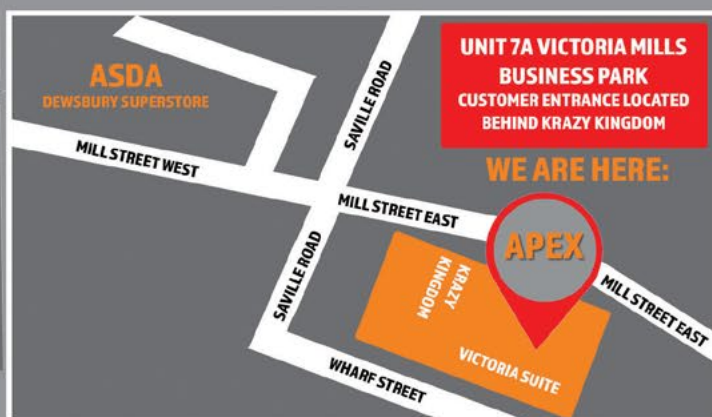 ASDA
DEWSBURY SUPERSTORE
SAVILLE ROAD
UNIT 7A VICTORIA MILLS
BUSINESS PARK
CUSTOMER ENTRANCE LOCATED
BEHIND KRAZY KINGDOM
WE ARE HERE:
MILL STREET WEST
MILL STREET EAST
APEX
SAVILLE ROAD
KRAZY
KINGDOM
MILL STREET EAST
VICTORIA SUITE
WHARF STREET